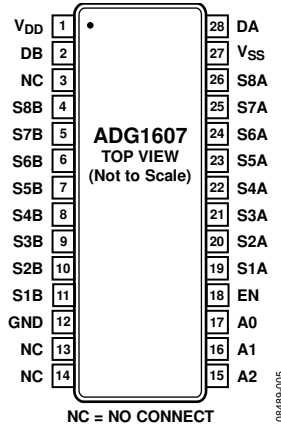 VDD 1 28 DA
DB 2 27 VSS
NC 3 26 S8A
S8B 4 25 S7A
S7B 5 24 S6A
S6B 6 23 S5A
S5B 7 22 S4A
S4B 8 21 S3A
S3B 9 20 S2A
S2B 10 19 S1A
S1B 11 18 EN
GND 12 17 A0
NC 13 16 A1
NC 14 15 A2
ADG1607
TOP VIEW
(Not to Scale)
NC = NO CONNECT
08489-005